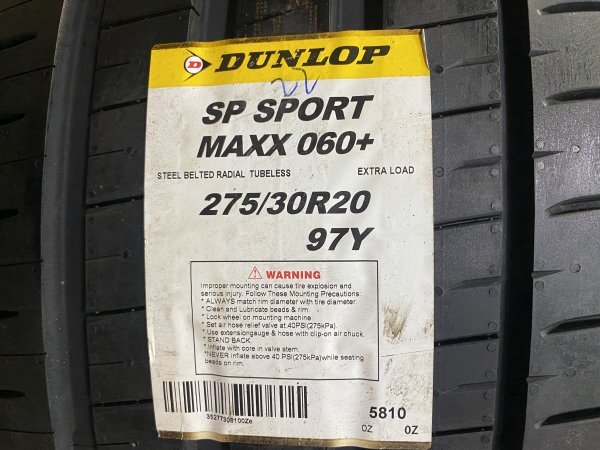 D DUNLOP
22
SP SPORT
MAXX 060+
STEEL BELTED RADIAL TUBELESS EXTRA LOAD
275/30R20
97Y
WARNING
Improper mounting can cause tire explosion and
serious injury. Follow These Mounting Precautions:
* ALWAYS match rim diameter with tire diameter.
* Clean and Lubricate beads & rim.
* Lock wheel on mounting machine.
* Set air hose relief valve at 40PSI(275kPa).
* Use extensiongauge & hose with clip-on air chuck.
* STAND BACK.
* Inflate with core in valve stem.
*NEVER inflate above 40 PSI(275kPa)while seating
beads on rim.
5810
OZ OZ